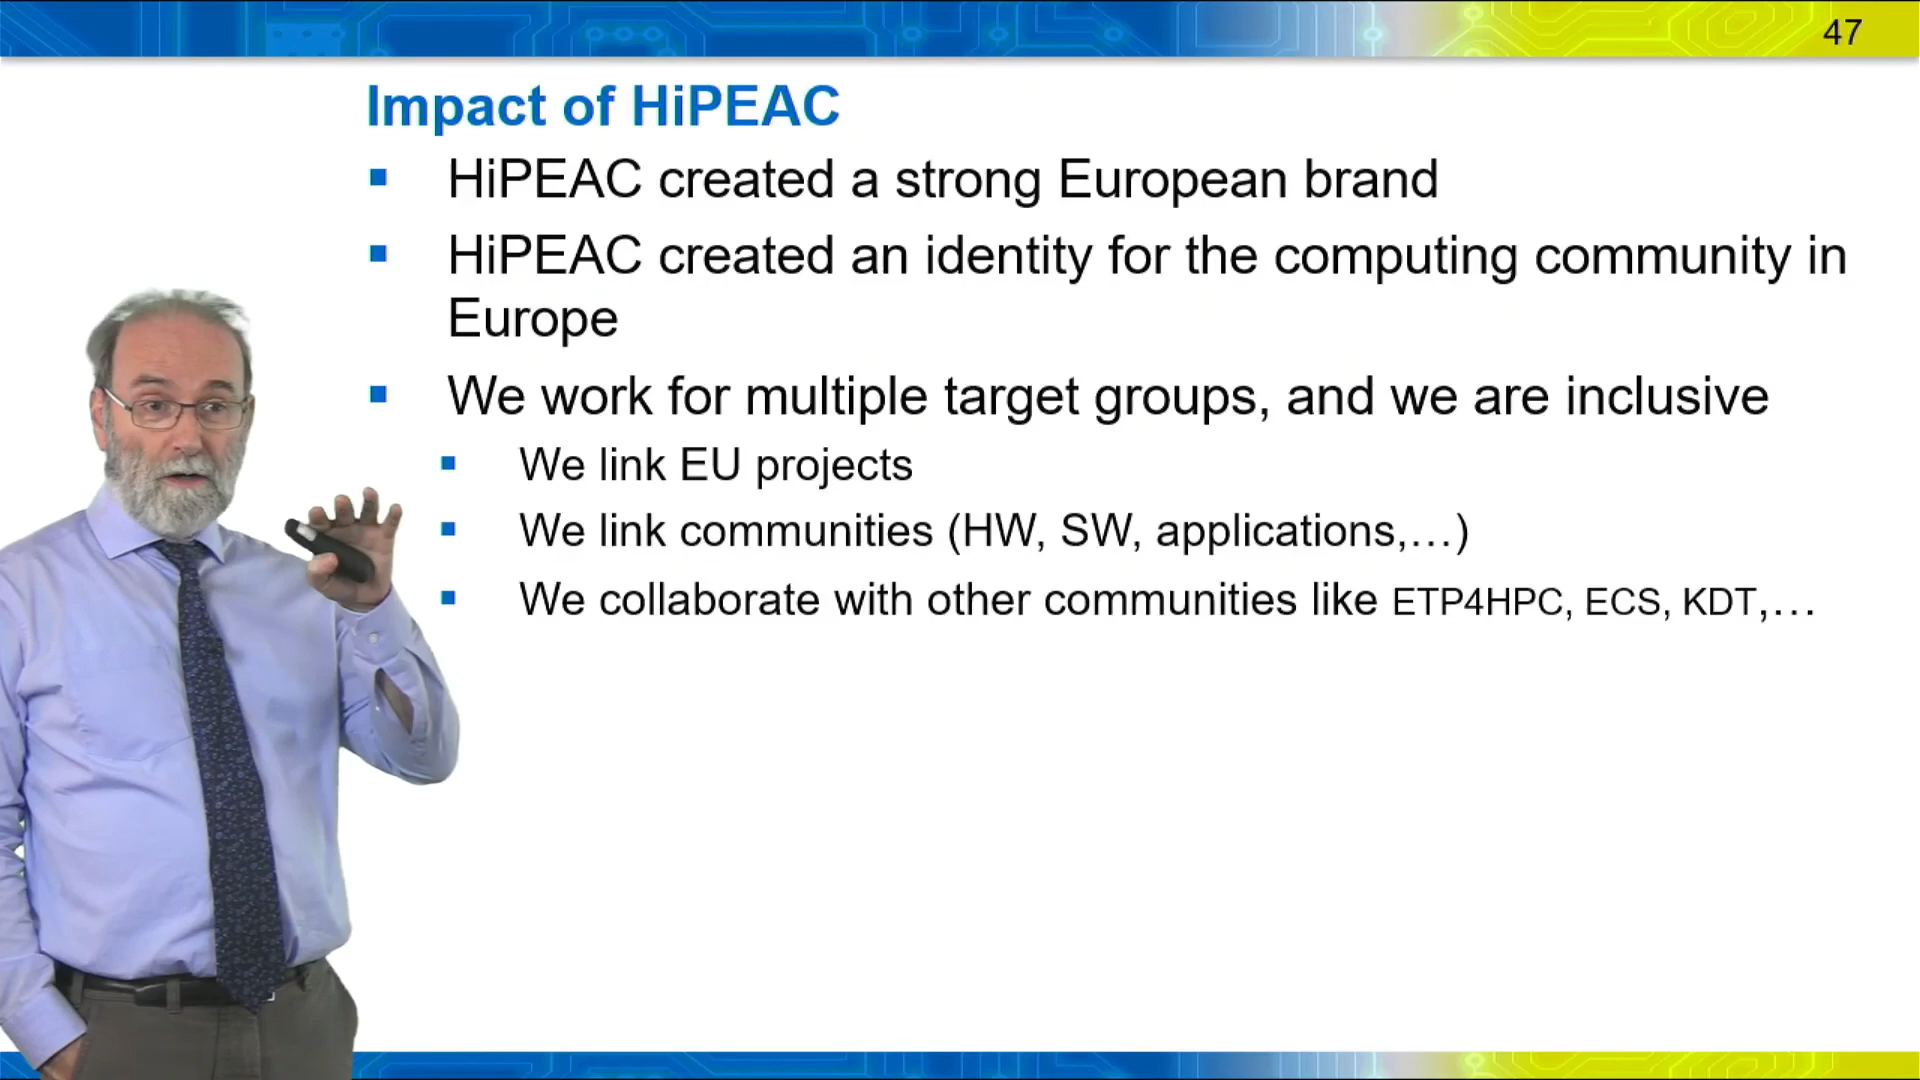 47
Impact of HiPEAC
HiPEAC created a strong European brand
HiPEAC created an identity for the computing community in
Europe
We work for multiple target groups, and we are inclusive
We link EU projects
We link communities (HW, SW, applications,…)
We collaborate with other communities like ETP4HPC, ECS, KDT,…